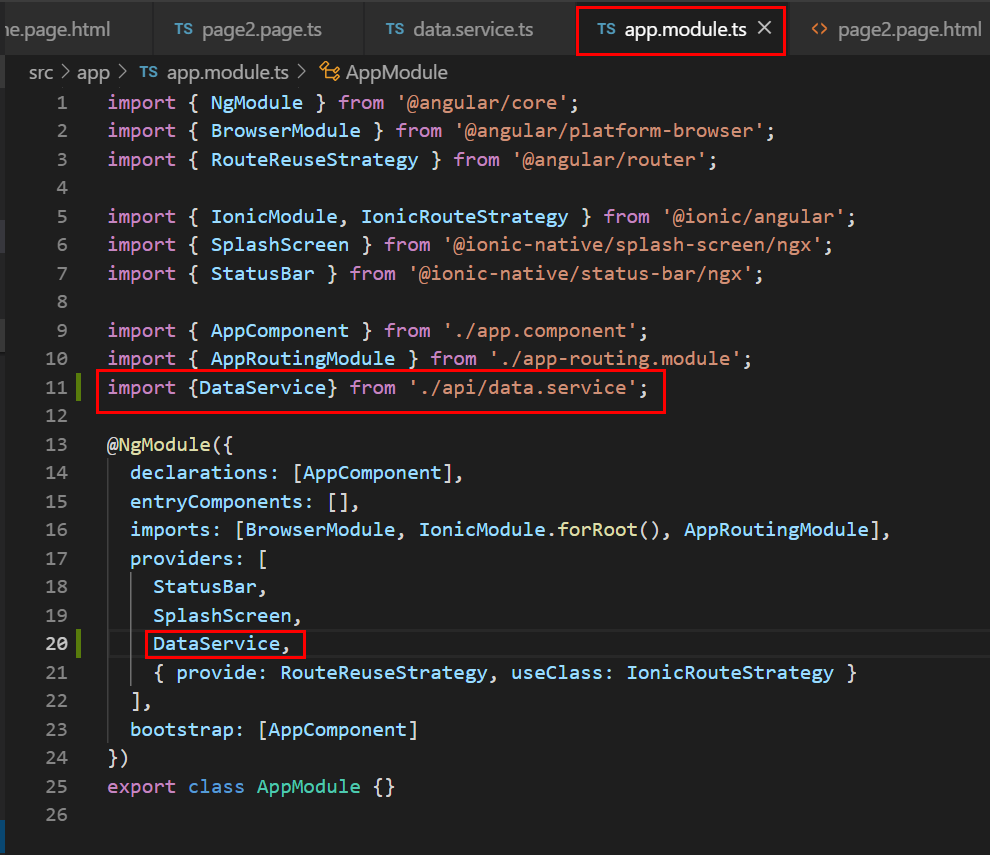 ne.page.html TS page2.page.ts TS data.service.ts TS app.module.ts <> page2.page.html
src > app > TS app.module.ts > AppModule
1 import { NgModule } from '@angular/core';
2 import { BrowserModule } from '@angular/platform-browser';
3 import { RouteReuseStrategy } from '@angular/router';
4
5 import { IonicModule, IonicRouteStrategy } from '@ionic/angular';
6 import { SplashScreen } from '@ionic-native/splash-screen/ngx';
7 import { StatusBar } from '@ionic-native/status-bar/ngx';
8
9 import { AppComponent } from './app.component';
10 import { AppRoutingModule } from './app-routing.module';
11 import {DataService} from './api/data.service';
12
13 @NgModule({
14 declarations: [AppComponent],
15 entryComponents: [],
16 imports: [BrowserModule, IonicModule.forRoot(), AppRoutingModule],
17 providers: [
18 StatusBar,
19 SplashScreen,
20 DataService,
21 { provide: RouteReuseStrategy, useClass: IonicRouteStrategy }
22 ],
23 bootstrap: [AppComponent]
24 })
25 export class AppModule {}
26